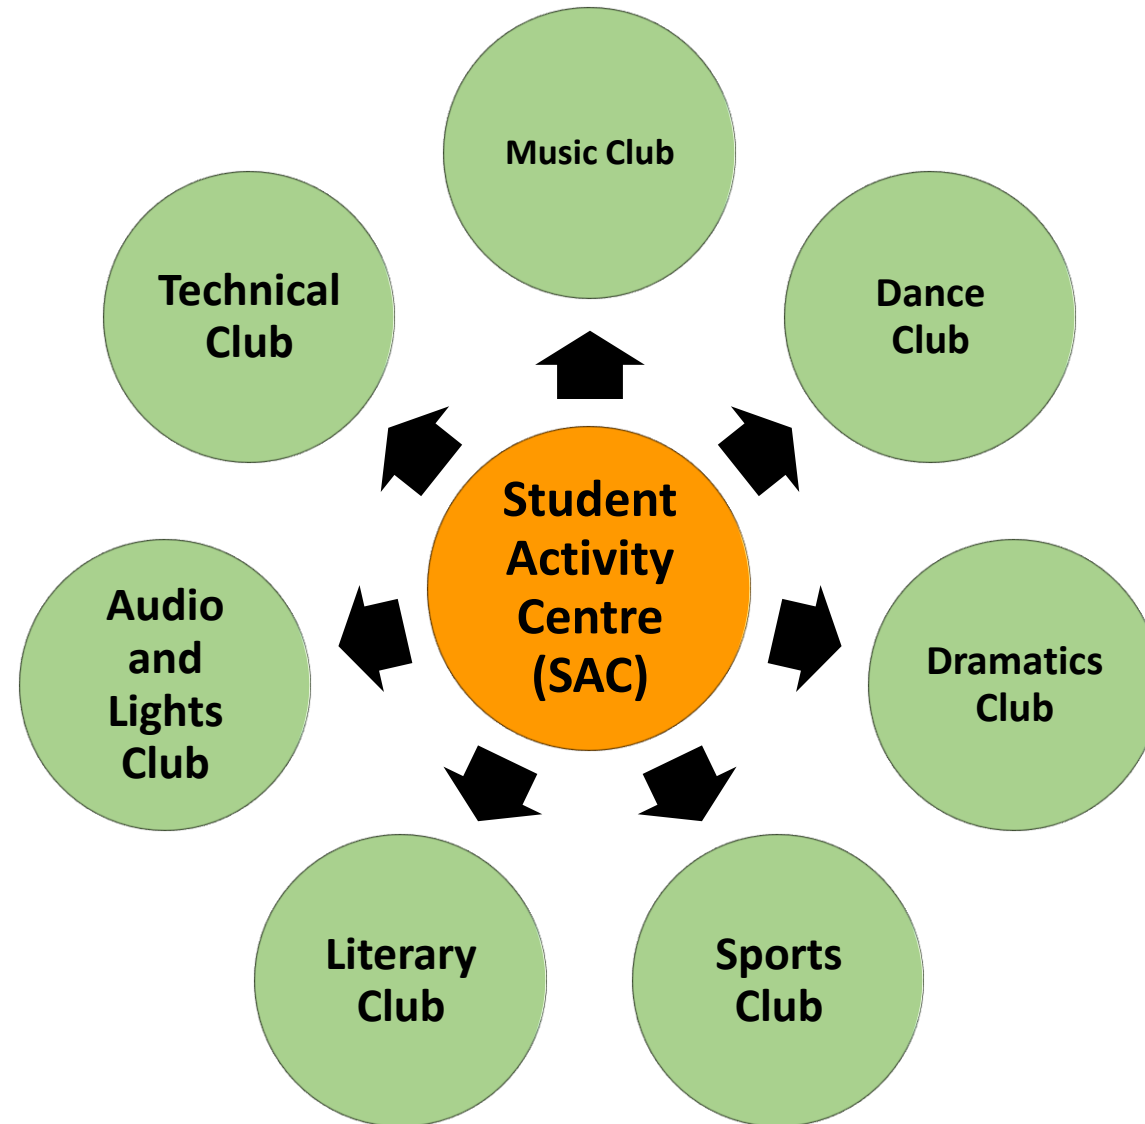 Music Club
Technical
Club
Dance
Club
Student
Activity
Centre
(SAC)
Audio
and
Lights
Club
Dramatics
Club
Literary
Club
Sports
Club